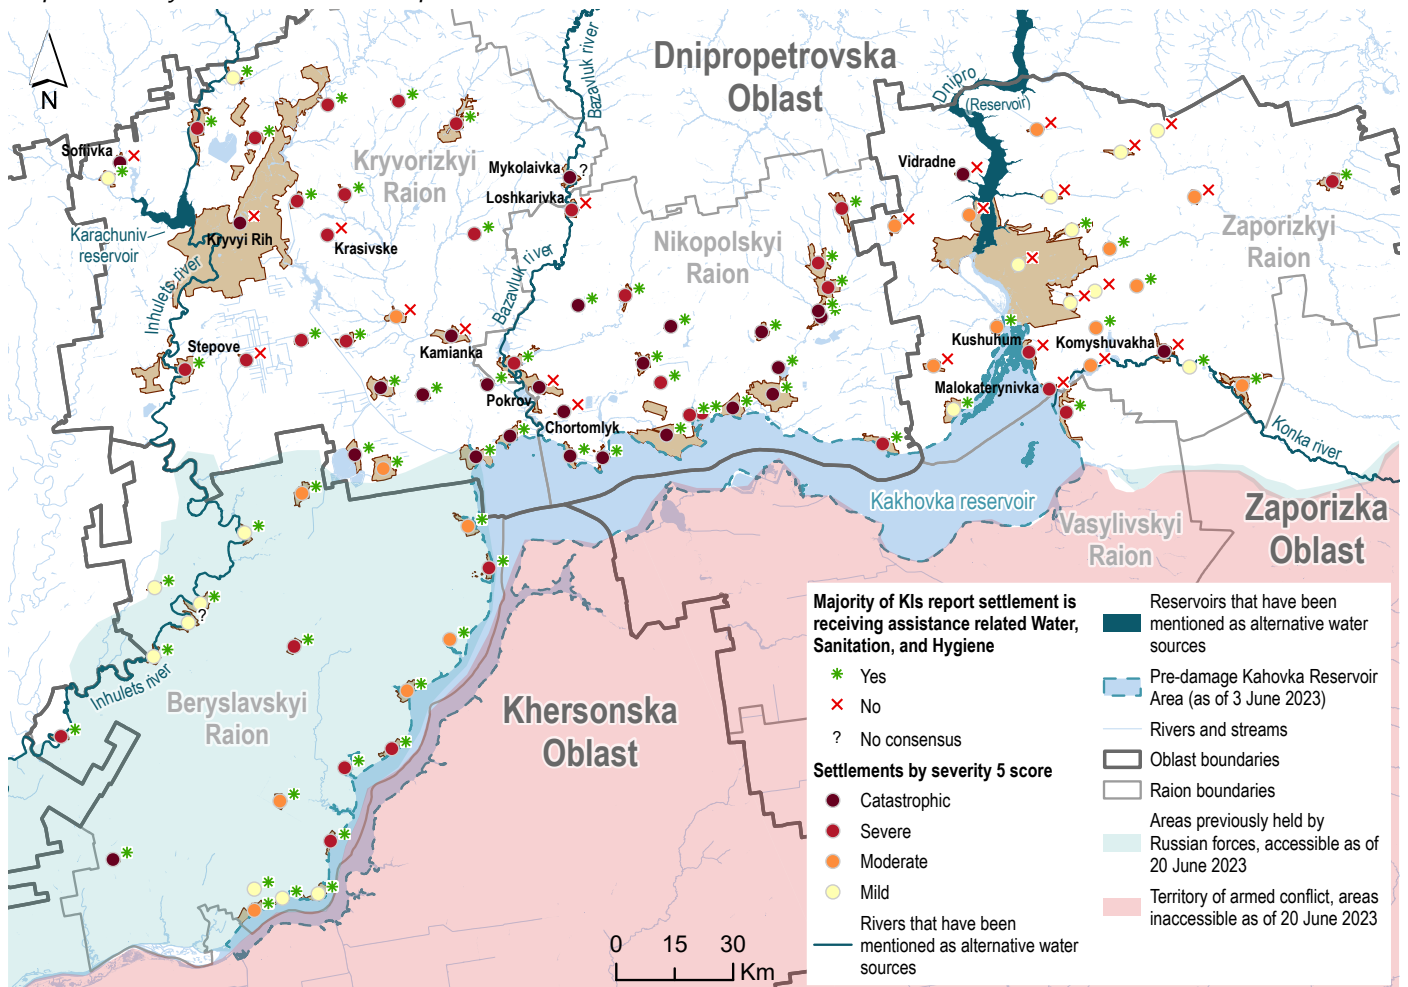 N
Dnipropetrovska
Oblast
Bazavluk river
Dnipro
(Reservoir)
Sofiivka
Kryvorizkyi
Raion
Mykolaivka
?
Loshkarivka
Vidradne
Karachuniv
reservoir
Kryvyi Rih
Krasivske
Nikopolskyi
Raion
Zaporizkyi
Raion
Inhulets river
Bazavluk river
Stepove
Kamianka
Kushuhum
Komyshuvakha
Pokrov
Malokaterynivka
Chortomlyk
Konka river
Kakhovka reservoir
Vasylivskyi
Raion
Zaporizka
Oblast
?
Inhulets river
Beryslavskyi
Raion
Khersonska
Oblast
0 15 30
Km
Majority of KIs report settlement is
receiving assistance related Water,
Sanitation, and Hygiene
Yes
No
? No consensus
Settlements by severity 5 score
Catastrophic
Severe
Moderate
Mild
Rivers that have been
mentioned as alternative water
sources
Reservoirs that have been
mentioned as alternative water
sources
Pre-damage Kahovka Reservoir
Area (as of 3 June 2023)
Rivers and streams
Oblast boundaries
Raion boundaries
Areas previously held by
Russian forces, accessible as of
20 June 2023
Territory of armed conflict, areas
inaccessible as of 20 June 2023